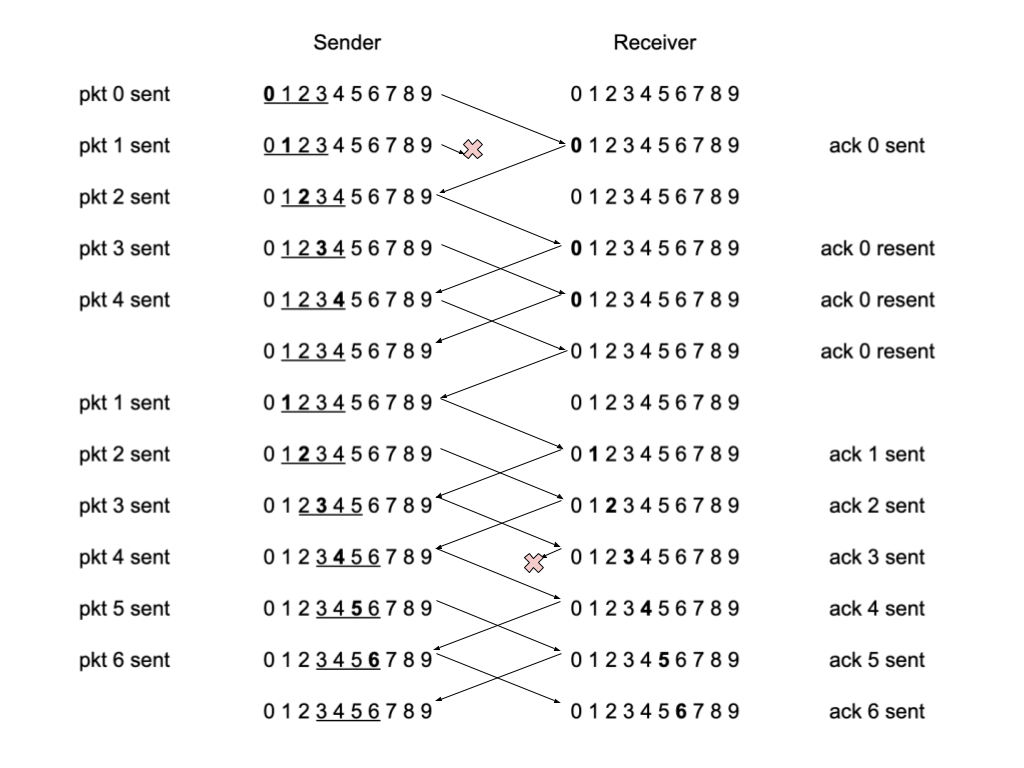 Sender Receiver
pkt 0 sent 0 1 2 3 4 5 6 7 8 9 0 1 2 3 4 5 6 7 8 9
pkt 1 sent 0 1 2 3 4 5 6 7 8 9 0 1 2 3 4 5 6 7 8 9 ack 0 sent
pkt 2 sent 0 1 2 3 4 5 6 7 8 9 0 1 2 3 4 5 6 7 8 9
pkt 3 sent 0 1 2 3 4 5 6 7 8 9 0 1 2 3 4 5 6 7 8 9 ack 0 resent
pkt 4 sent 0 1 2 3 4 5 6 7 8 9 0 1 2 3 4 5 6 7 8 9 ack 0 resent
0 1 2 3 4 5 6 7 8 9 0 1 2 3 4 5 6 7 8 9 ack 0 resent
pkt 1 sent 0 1 2 3 4 5 6 7 8 9 0 1 2 3 4 5 6 7 8 9
pkt 2 sent 0 1 2 3 4 5 6 7 8 9 0 1 2 3 4 5 6 7 8 9 ack 1 sent
pkt 3 sent 0 1 2 3 4 5 6 7 8 9 0 1 2 3 4 5 6 7 8 9 ack 2 sent
pkt 4 sent 0 1 2 3 4 5 6 7 8 9 0 1 2 3 4 5 6 7 8 9 ack 3 sent
pkt 5 sent 0 1 2 3 4 5 6 7 8 9 0 1 2 3 4 5 6 7 8 9 ack 4 sent
pkt 6 sent 0 1 2 3 4 5 6 7 8 9 0 1 2 3 4 5 6 7 8 9 ack 5 sent
0 1 2 3 4 5 6 7 8 9 0 1 2 3 4 5 6 7 8 9 ack 6 sent